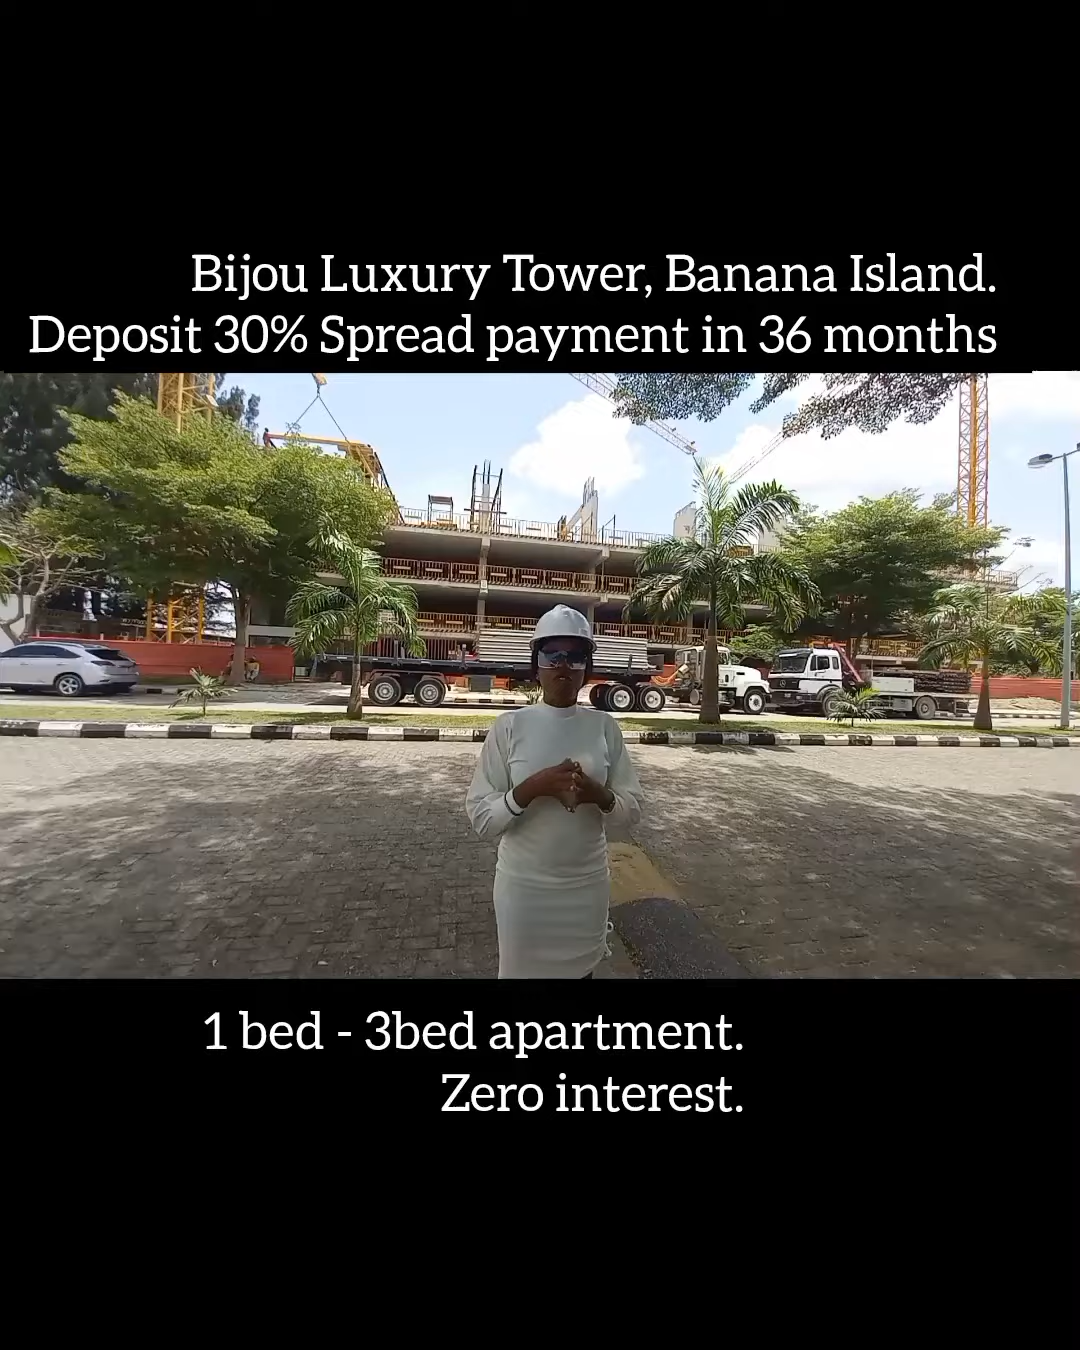 Bijou Luxury Tower, Banana Island.
Deposit 30% Spread payment in 36 months
1 bed - 3bed apartment.
Zero interest.